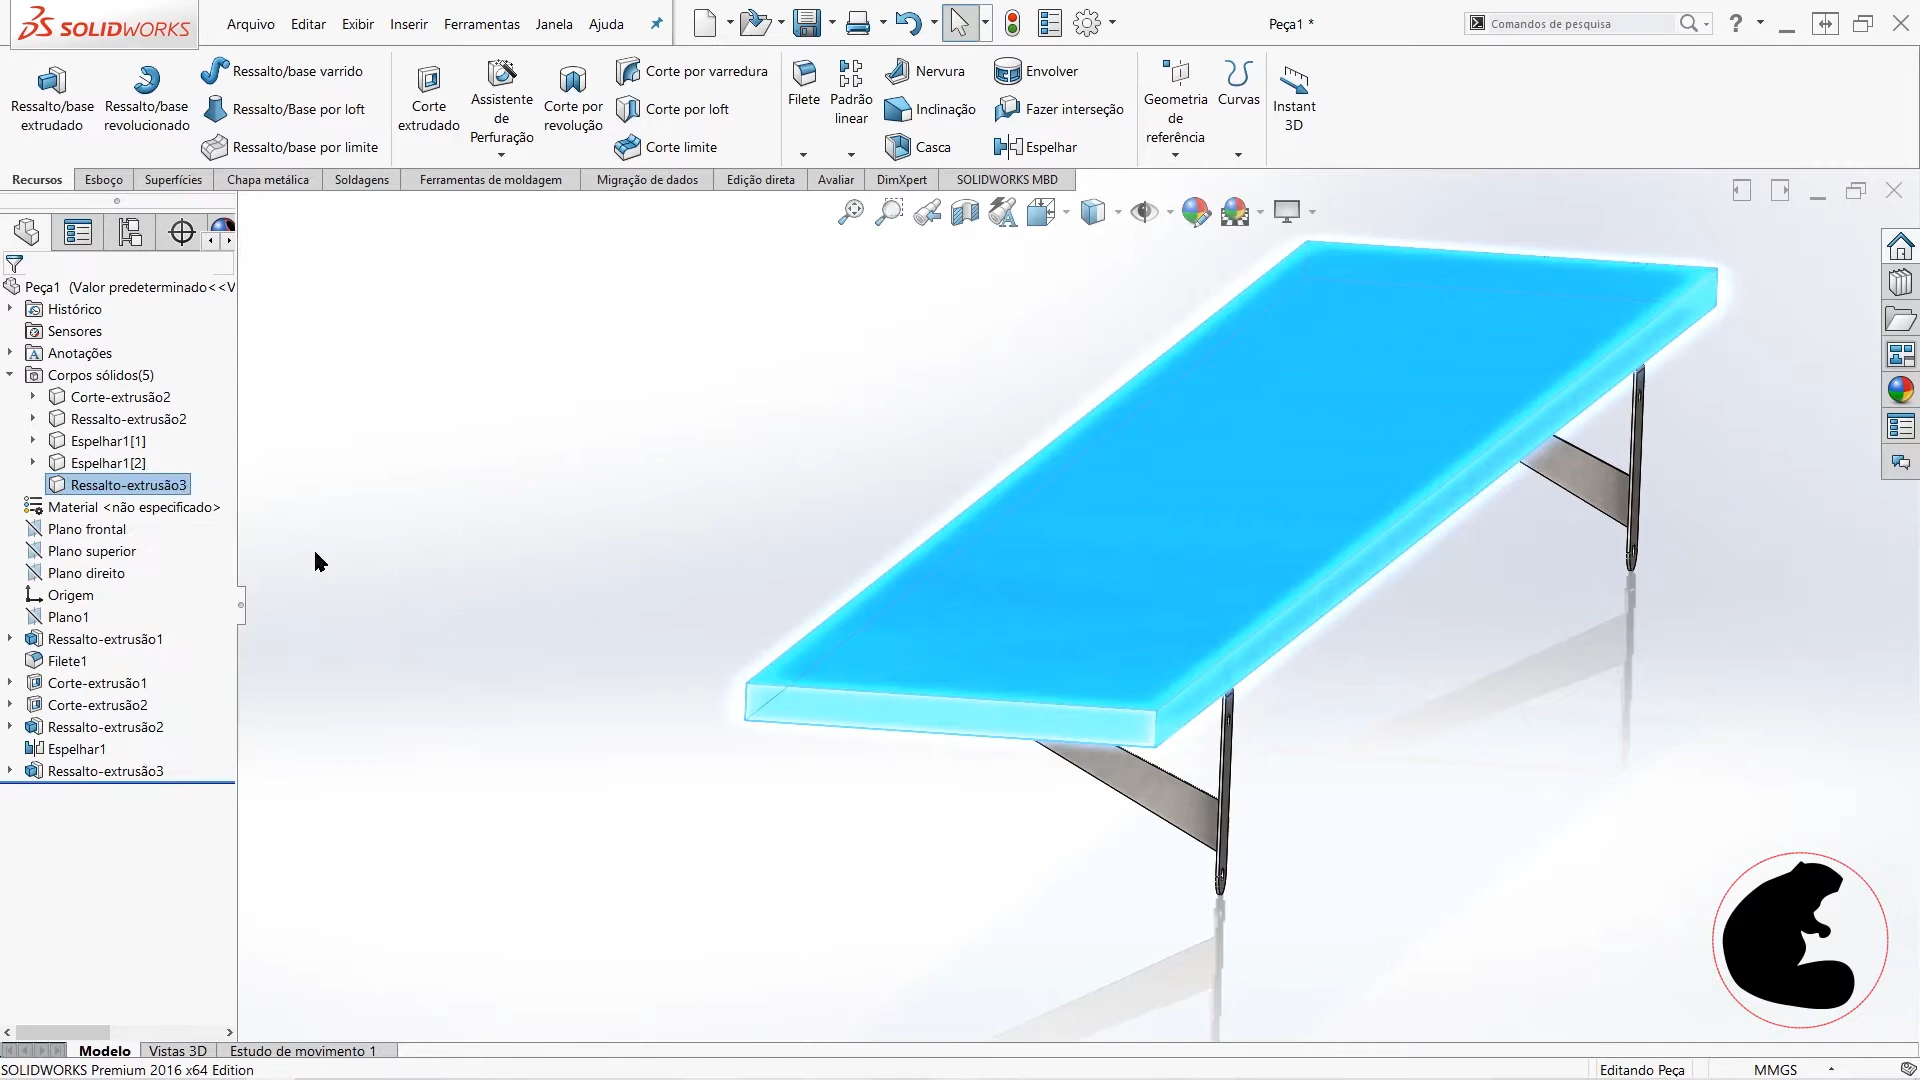 SOLIDWORKS
Arquivo Editar Exibir Inserir Ferramentas Janela Ajuda
Peça1 *
Comandos de pesquisa
?
Ressalto/base extrudado
Ressalto/base revolucionado
Ressalto/base varrido
Ressalto/Base por loft
Ressalto/base por limite
Corte extrudado
Assistente de Perfuração
Corte por revolução
Corte por varredura
Corte por loft
Corte limite
Filete
Padrão linear
Nervura
Inclinação
Casca
Envolver
Fazer interseção
Espelhar
Geometria de referência
Curvas
Instant 3D
Recursos Esboço Superfícies Chapa metálica Soldagens Ferramentas de moldagem Migração de dados Edição direta Avaliar DimXpert SOLIDWORKS MBD
Peça1 (Valor predeterminado<<V
Histórico
Sensores
Anotações
Corpos sólidos(5)
Corte-extrusão2
Ressalto-extrusão2
Espelhar1[1]
Espelhar1[2]
Ressalto-extrusão3
Material <não especificado>
Plano frontal
Plano superior
Plano direito
Origem
Plano1
Ressalto-extrusão1
Filete1
Corte-extrusão1
Corte-extrusão2
Ressalto-extrusão2
Espelhar1
Ressalto-extrusão3
Modelo Vistas 3D Estudo de movimento 1
SOLIDWORKS Premium 2016 x64 Edition
Editando Peça
MMGS